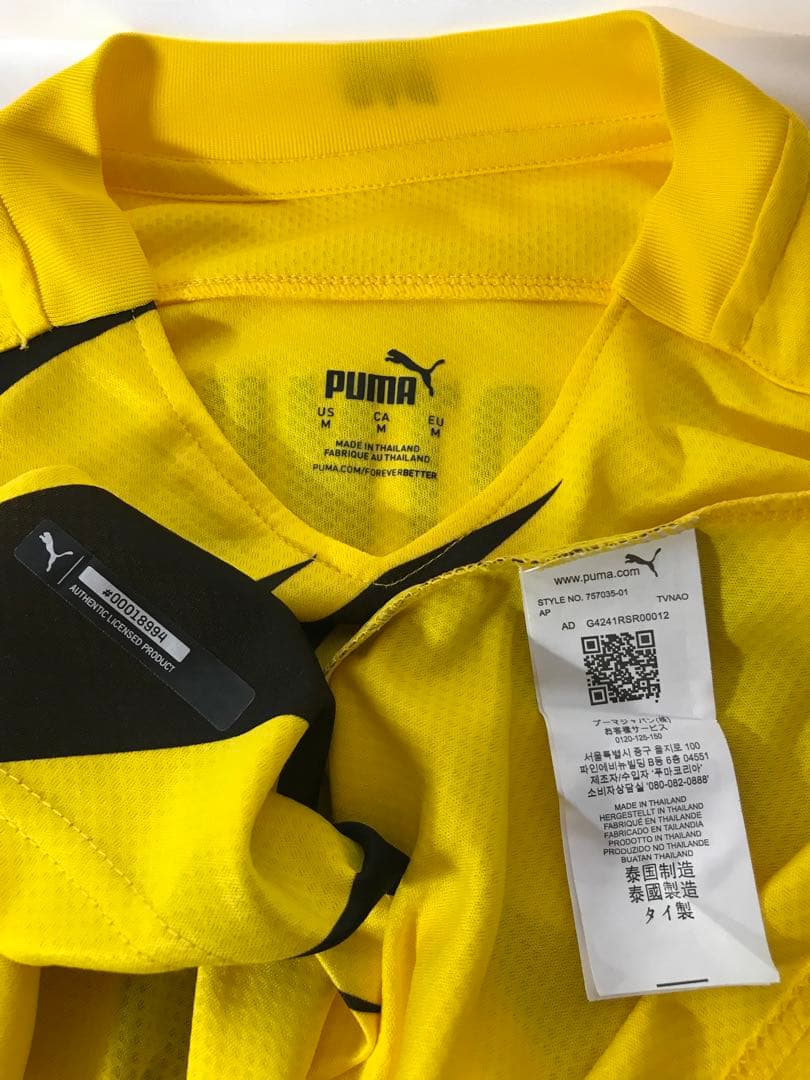 PUMA
US CA EU
M M M
MADE IN THAILAND
FABRIQUE AU THAILAND
PUMA.COM/FOREVERBETTER
#00018994
AUTHENTIC LICENSED PRODUCT
www.puma.com
STYLE NO. 757035-01 TVNAO
AP
AD G4241RSR00012
プーマジャパン(株)
お客様サービス
0120-125-150
서울특별시 중구 을지로 100
파인에비뉴빌딩 B동 6층 04551
제조자/수입자 '푸마코리아'
소비자상담실 '080-082-0888'
MADE IN THAILAND
HERGESTELLT IN THAILAND
FABRIQUÉ EN THAILANDE
FABRICADO EN TAILANDIA
PRODOTTO IN THAILAND
PRODUZIDO NO THAILANDE
BUATAN THAILAND
泰国制造
泰國製造
タイ製